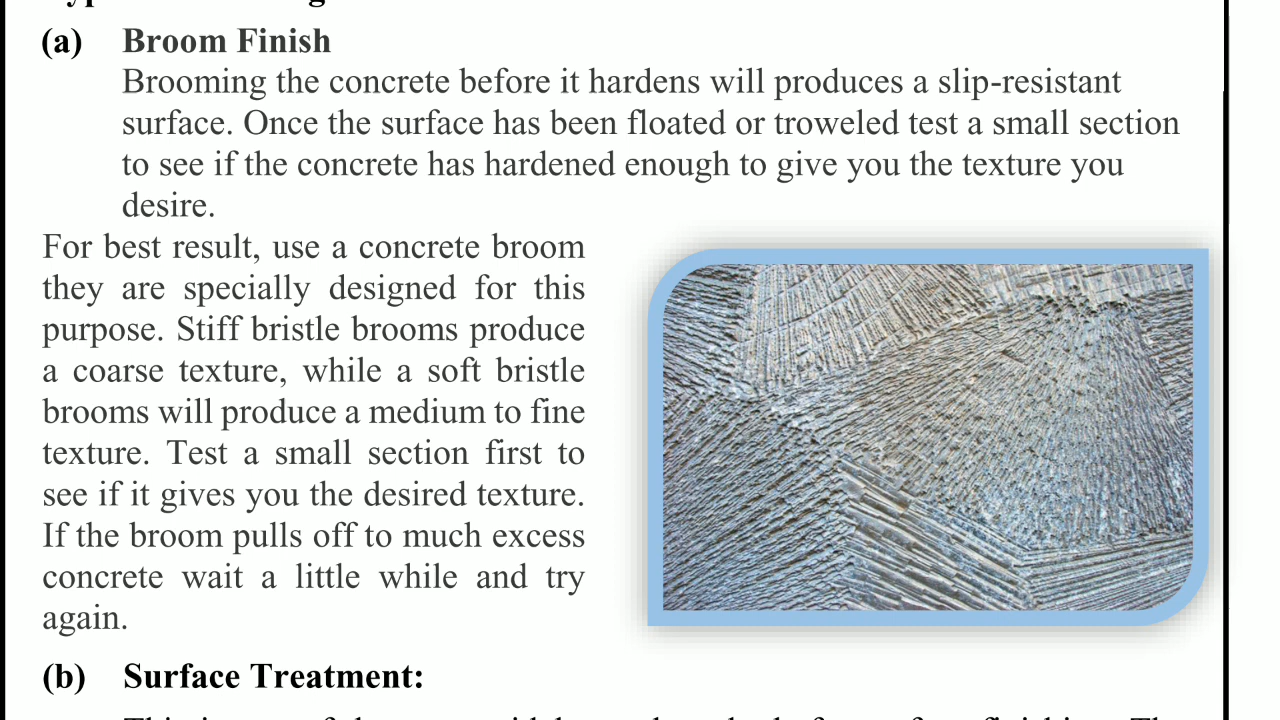 (a) Broom Finish
Brooming the concrete before it hardens will produces a slip-resistant
surface. Once the surface has been floated or troweled test a small section
to see if the concrete has hardened enough to give you the texture you
desire.
For best result, use a concrete broom
they are specially designed for this
purpose. Stiff bristle brooms produce
a coarse texture, while a soft bristle
brooms will produce a medium to fine
texture. Test a small section first to
see if it gives you the desired texture.
If the broom pulls off to much excess
concrete wait a little while and try
again.
(b) Surface Treatment: